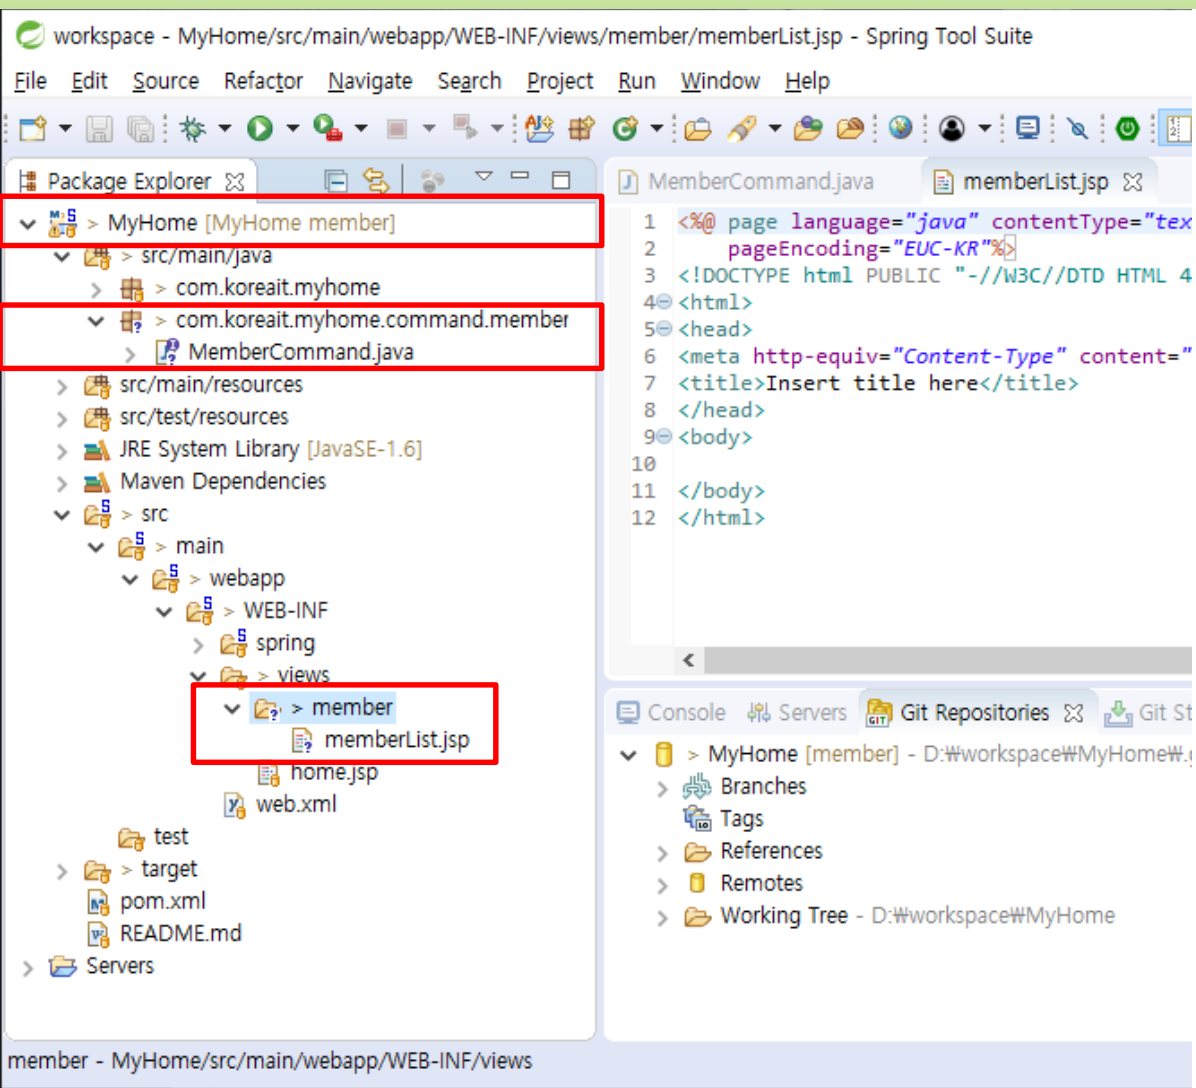 workspace - MyHome/src/main/webapp/WEB-INF/views/member/memberList.jsp - Spring Tool Suite
File Edit Source Refactor Navigate Search Project Run Window Help
Package Explorer
> MyHome [MyHome member]
> src/main/java
> com.koreait.myhome
> com.koreait.myhome.command.member
MemberCommand.java
src/main/resources
src/test/resources
JRE System Library [JavaSE-1.6]
Maven Dependencies
> src
> main
> webapp
> WEB-INF
spring
> views
> member
memberList.jsp
home.jsp
web.xml
test
> target
pom.xml
README.md
Servers
MemberCommand.java memberList.jsp
1 <%@ page language="java" contentType="tex
2 pageEncoding="EUC-KR"%>
3 <!DOCTYPE html PUBLIC "-//W3C//DTD HTML 4
4 <html>
5 <head>
6 <meta http-equiv="Content-Type" content="
7 <title>Insert title here</title>
8 </head>
9 <body>
10
11 </body>
12 </html>
Console Servers Git Repositories Git St
> MyHome [member] - D:₩workspace₩MyHome₩.g
Branches
Tags
References
Remotes
Working Tree - D:₩workspace₩MyHome
member - MyHome/src/main/webapp/WEB-INF/views